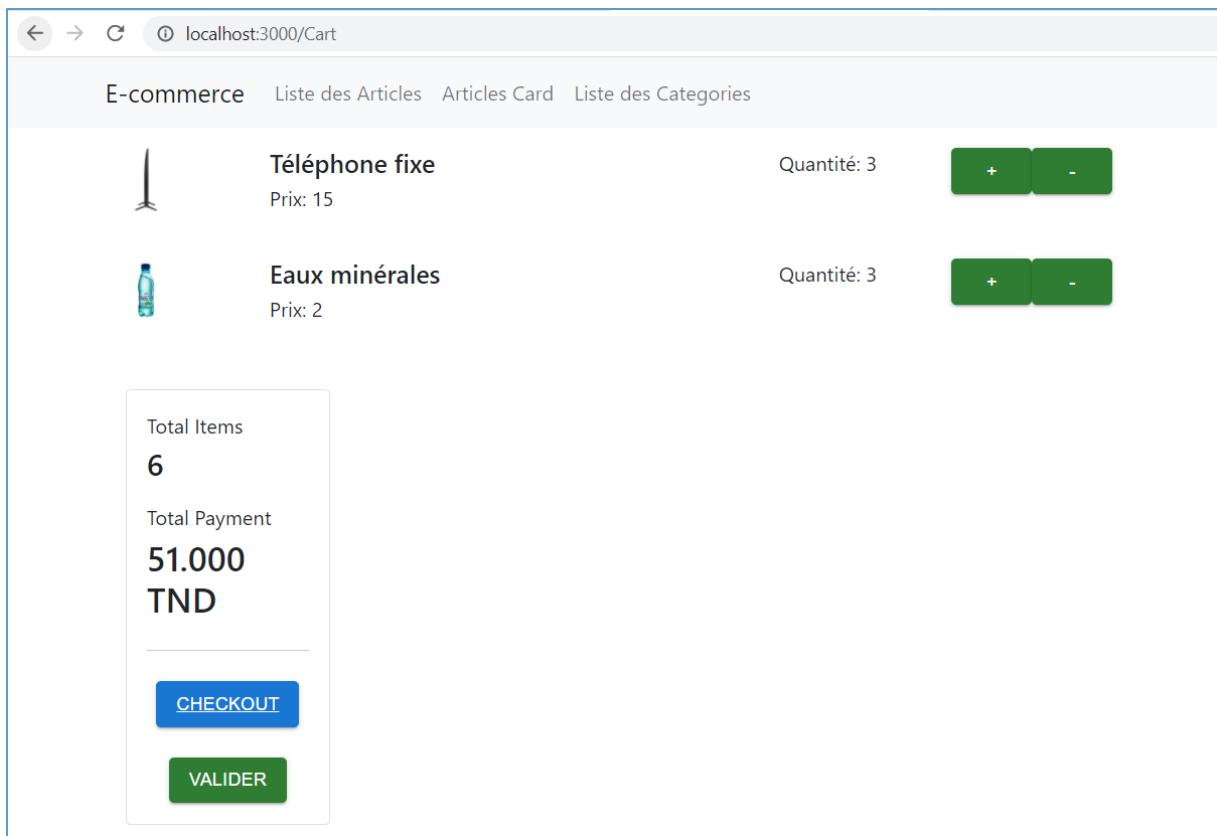 localhost:3000/Cart
E-commerce Liste des Articles Articles Card Liste des Categories
Téléphone fixe Quantité: 3 + -
Prix: 15
Eaux minérales Quantité: 3 + -
Prix: 2
Total Items
6
Total Payment
51.000
TND
CHECKOUT
VALIDER